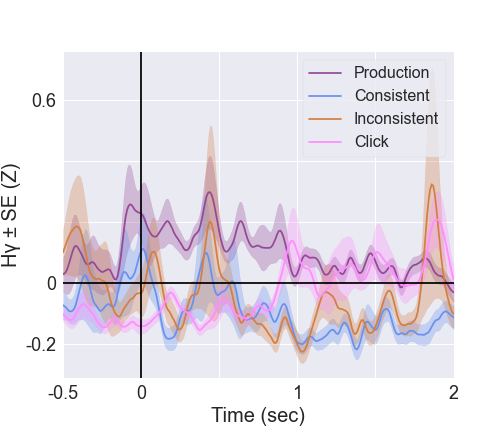 Production
Consistent
Inconsistent
Click
Hγ ± SE (Z)
0.6
0
-0.2
-0.5
0
1
2
Time (sec)